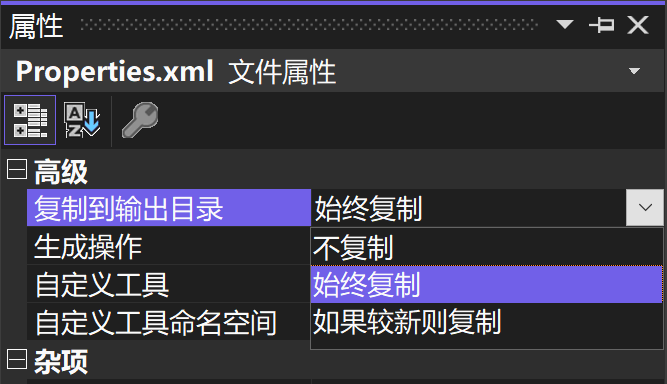 属性
Properties.xml 文件属性
高级
复制到输出目录 始终复制
生成操作 不复制
自定义工具 始终复制
自定义工具命名空间 如果较新则复制
杂项